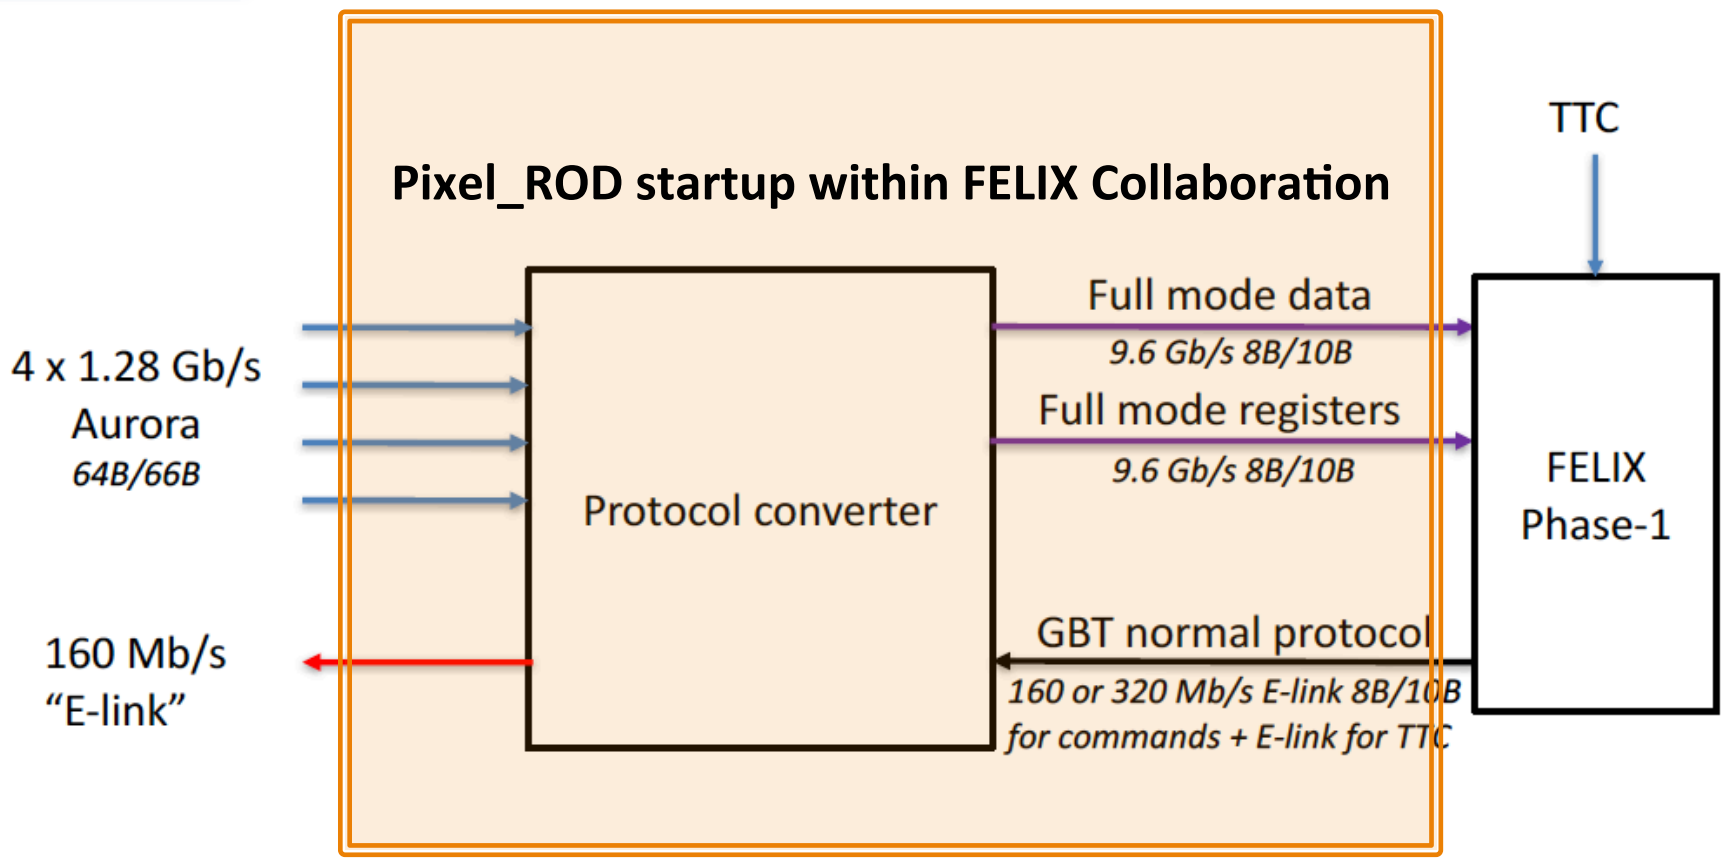 Pixel_ROD startup within FELIX Collaboration
TTC
4 x 1.28 Gb/s
Aurora
64B/66B
160 Mb/s
“E-link”
Protocol converter
Full mode data
9.6 Gb/s 8B/10B
Full mode registers
9.6 Gb/s 8B/10B
GBT normal protocol
160 or 320 Mb/s E-link 8B/10B
for commands + E-link for TTC
FELIX
Phase-1